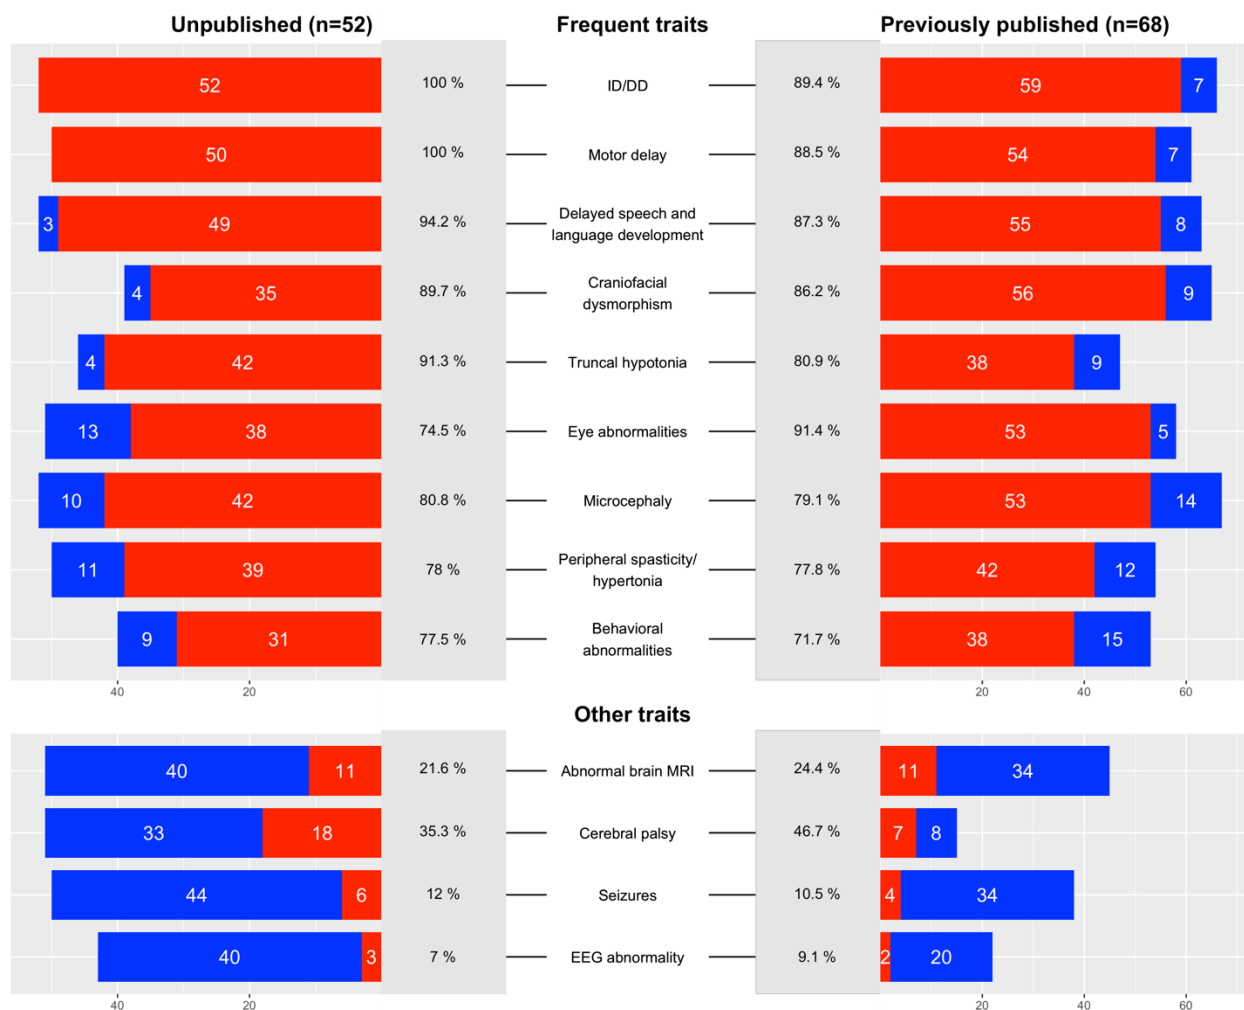 Unpublished (n=52) Frequent traits Previously published (n=68)
52 100 % ID/DD 89.4 % 59 7
50 100 % Motor delay 88.5 % 54 7
3 49 94.2 % Delayed speech and
language development 87.3 % 55 8
4 35 89.7 % Craniofacial
dysmorphism 86.2 % 56 9
4 42 91.3 % Truncal hypotonia 80.9 % 38 9
13 38 74.5 % Eye abnormalities 91.4 % 53 5
10 42 80.8 % Microcephaly 79.1 % 53 14
11 39 78 % Peripheral spasticity/
hypertonia 77.8 % 42 12
9 31 77.5 % Behavioral
abnormalities 71.7 % 38 15
40 20 20 40 60
Other traits
40 11 21.6 % Abnormal brain MRI 24.4 % 11 34
33 18 35.3 % Cerebral palsy 46.7 % 7 8
44 6 12 % Seizures 10.5 % 4 34
40 3 7 % EEG abnormality 9.1 % 2 20
40 20 20 40 60